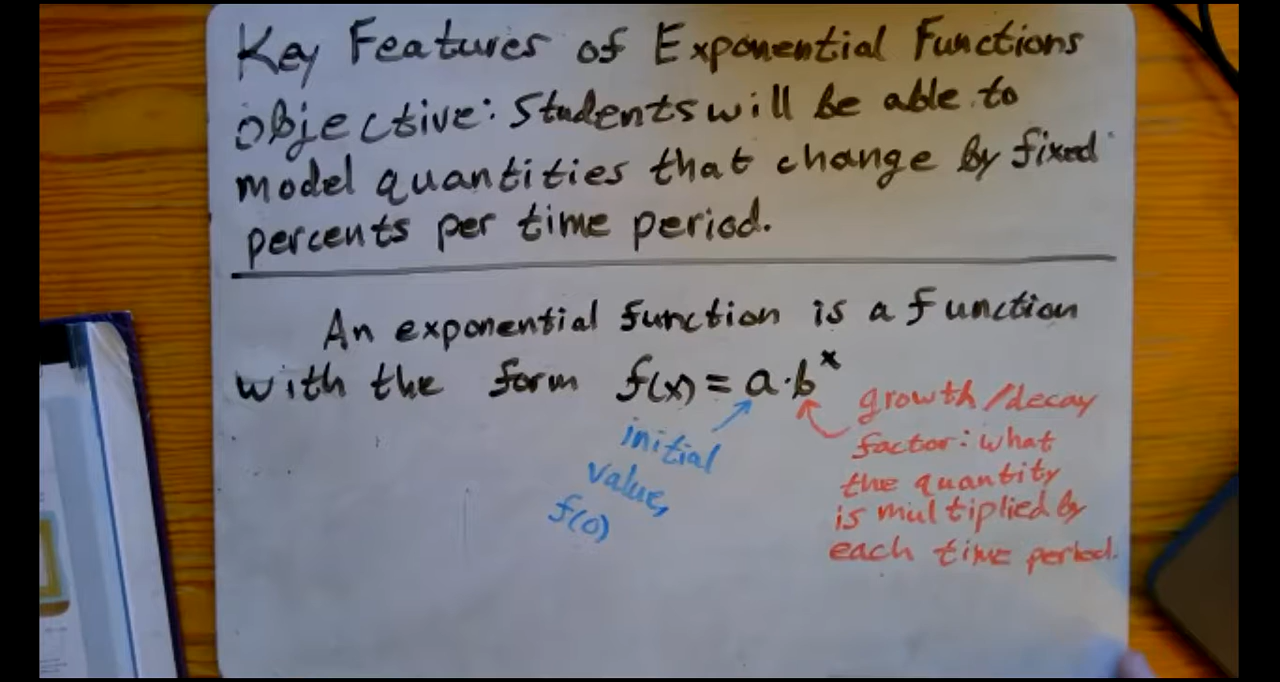 Key Features of Exponential Functions
Objective: Students will be able to
model quantities that change by fixed
percents per time period.
An exponential function is a function
with the form f(x) = a·bˣ
initial
value,
f(0)
growth/decay
factor: what
the quantity
is multiplied by
each time period.